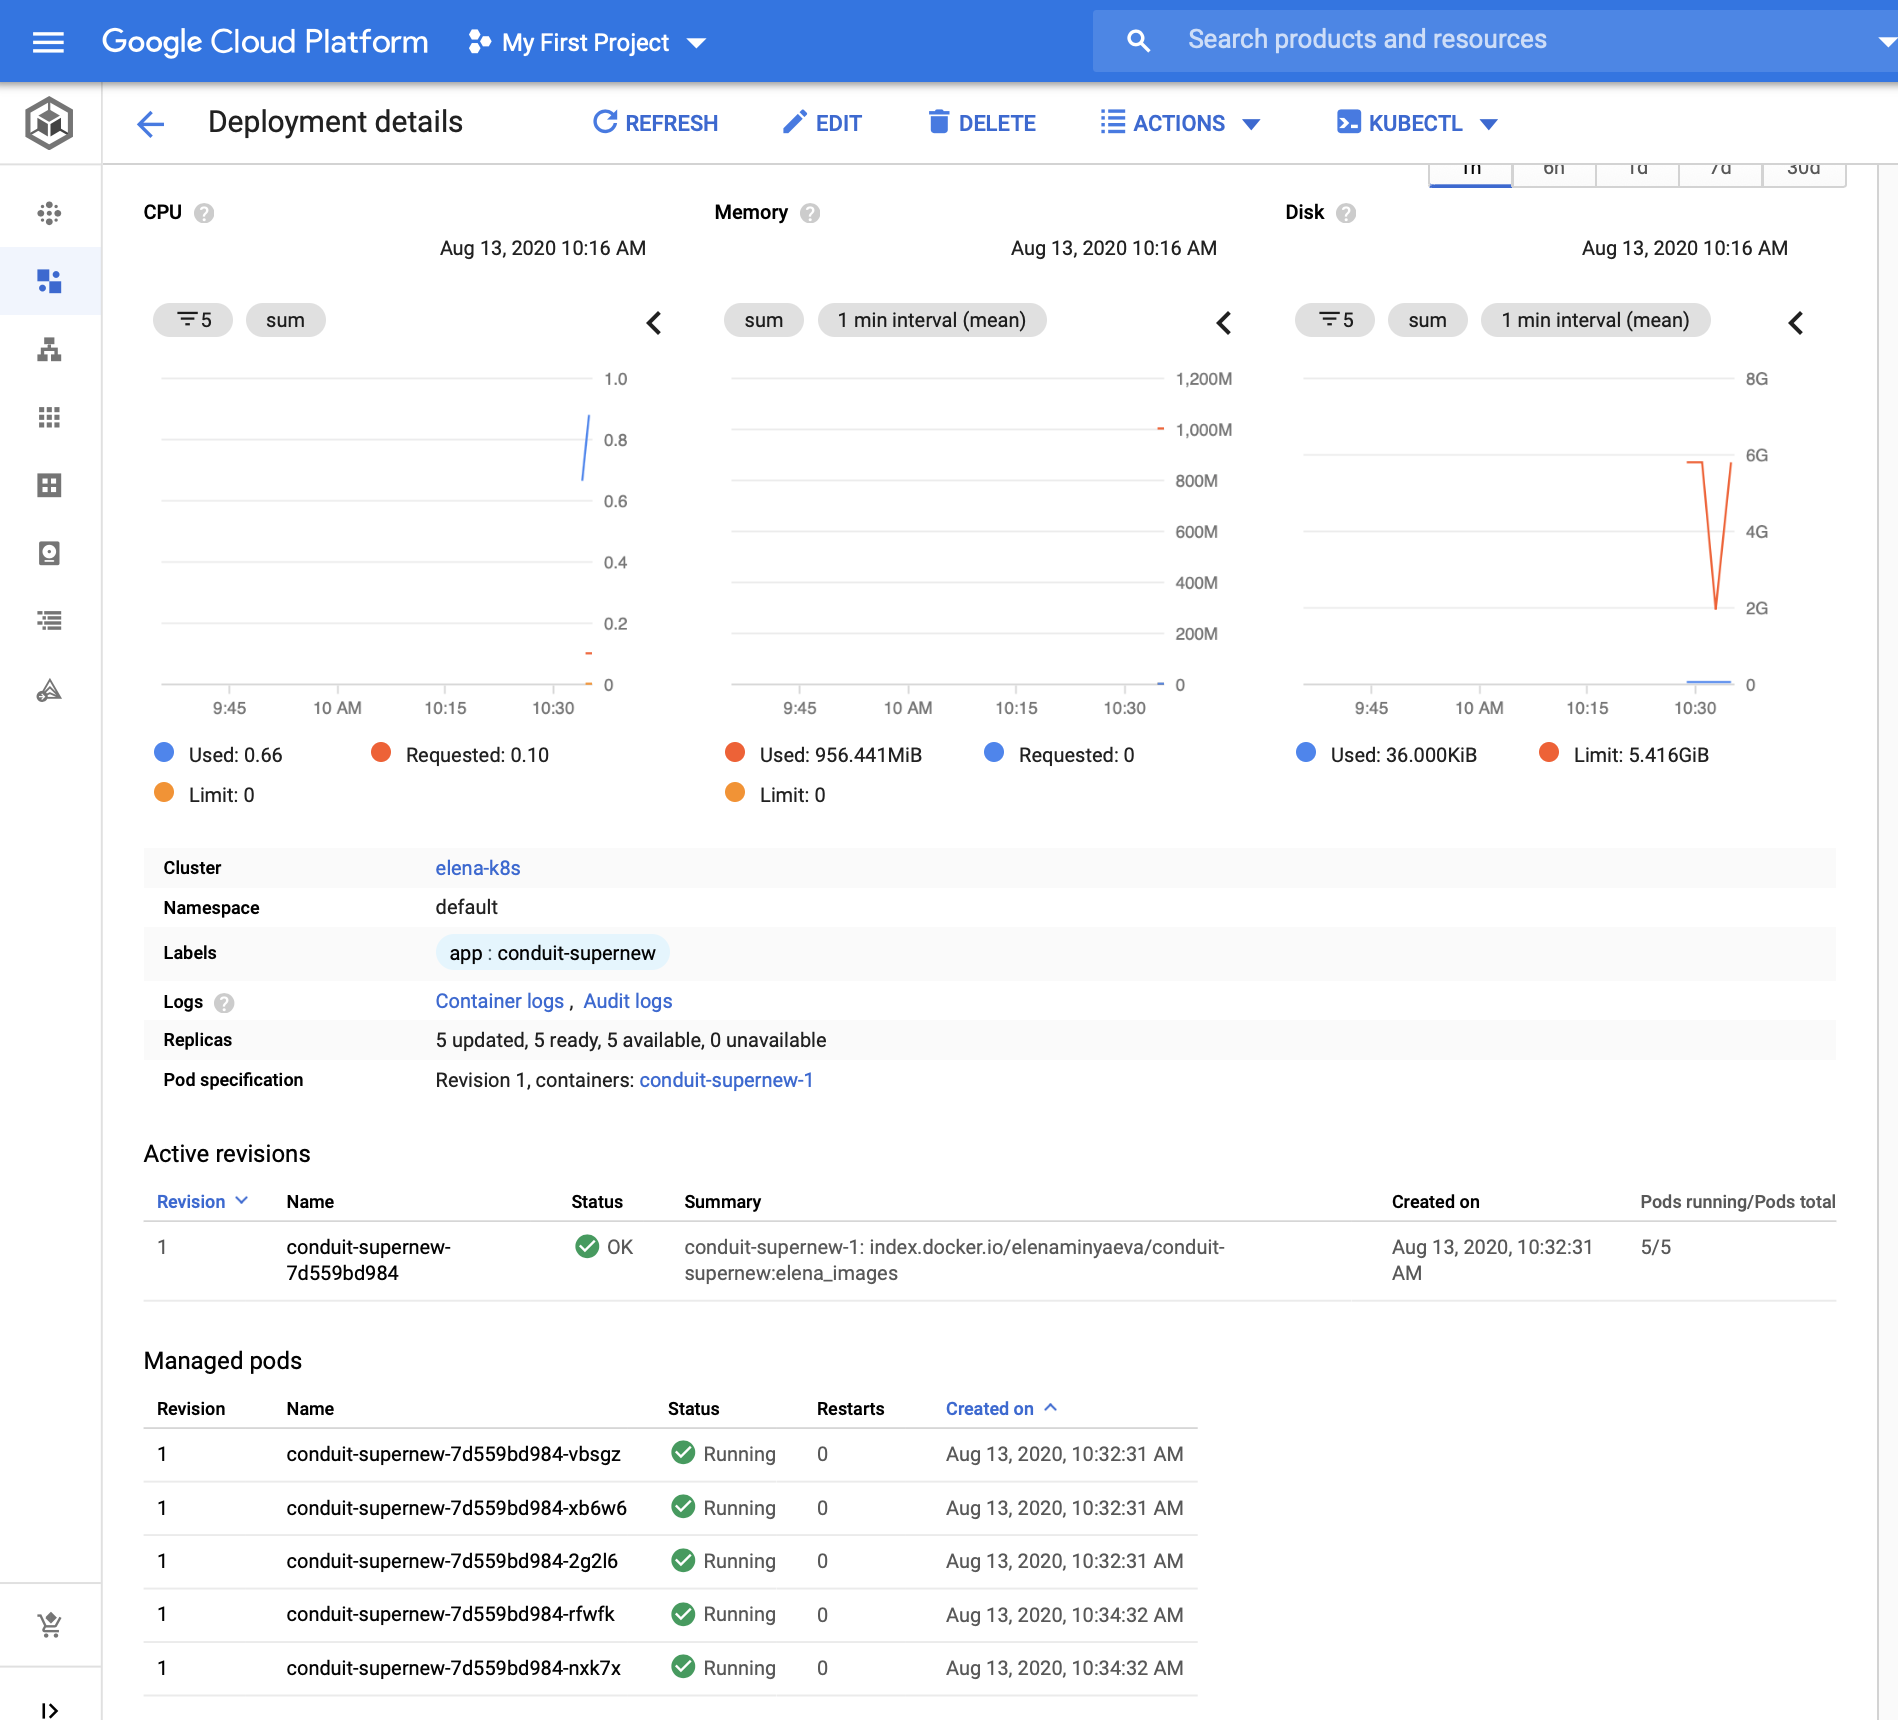 Google Cloud Platform
My First Project
Search products and resources
Deployment details
REFRESH
EDIT
DELETE
ACTIONS
KUBECTL
1h 6h 1d 7d 30d
CPU
Memory
Disk
Aug 13, 2020 10:16 AM
Aug 13, 2020 10:16 AM
Aug 13, 2020 10:16 AM
5 sum
sum 1 min interval (mean)
5 sum 1 min interval (mean)
1.0
0.8
0.6
0.4
0.2
0
9:45 10 AM 10:15 10:30
1,200M
1,000M
800M
600M
400M
200M
0
9:45 10 AM 10:15 10:30
8G
6G
4G
2G
0
9:45 10 AM 10:15 10:30
Used: 0.66 Requested: 0.10
Limit: 0
Used: 956.441MiB Requested: 0
Limit: 0
Used: 36.000KiB Limit: 5.416GiB
Cluster elena-k8s
Namespace default
Labels app : conduit-supernew
Logs Container logs , Audit logs
Replicas 5 updated, 5 ready, 5 available, 0 unavailable
Pod specification Revision 1, containers: conduit-supernew-1
Active revisions
Revision Name Status Summary Created on Pods running/Pods total
1 conduit-supernew- OK conduit-supernew-1: index.docker.io/elenaminyaeva/conduit- Aug 13, 2020, 10:32:31 5/5
7d559bd984 supernew:elena_images AM
Managed pods
Revision Name Status Restarts Created on
1 conduit-supernew-7d559bd984-vbsgz Running 0 Aug 13, 2020, 10:32:31 AM
1 conduit-supernew-7d559bd984-xb6w6 Running 0 Aug 13, 2020, 10:32:31 AM
1 conduit-supernew-7d559bd984-2g2l6 Running 0 Aug 13, 2020, 10:32:31 AM
1 conduit-supernew-7d559bd984-rfwfk Running 0 Aug 13, 2020, 10:34:32 AM
1 conduit-supernew-7d559bd984-nxk7x Running 0 Aug 13, 2020, 10:34:32 AM